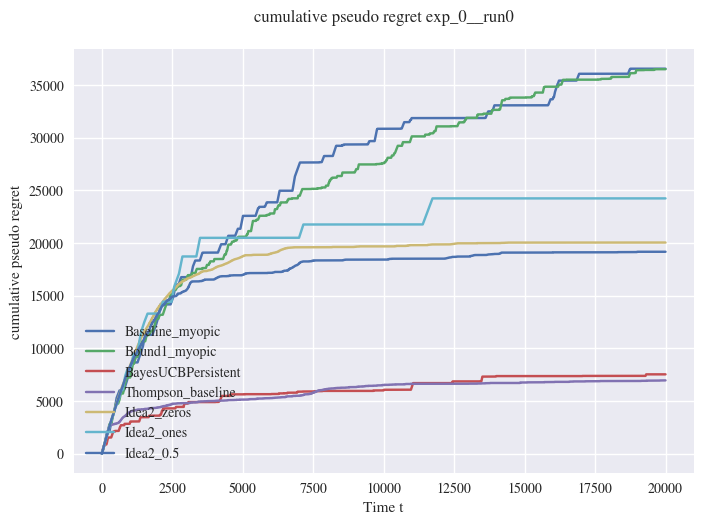 cumulative pseudo regret exp_0__run0
cumulative pseudo regret
35000
30000
25000
20000
15000
10000
5000
0
Baseline_myopic
Bound1_myopic
BayesUCBPersistent
Thompson_baseline
Idea2_zeros
Idea2_ones
Idea2_0.5
0 2500 5000 7500 10000 12500 15000 17500 20000
Time t